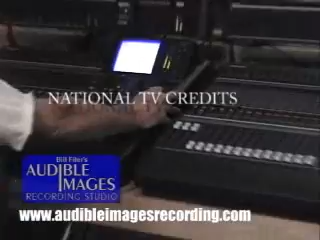 NATIONAL TV CREDITS
Bill Filer's
AUDIBLE
IMAGES
RECORDING STUDIO
www.audibleimagesrecording.com